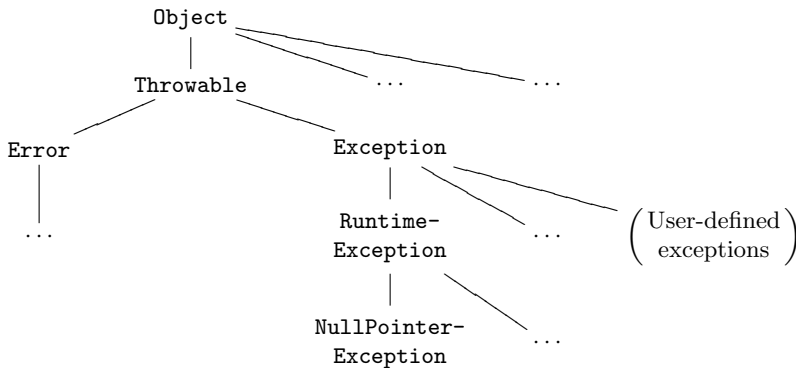 Object
Throwable
...
...
Error
Exception
...
Runtime-
Exception
...
(User-defined
exceptions)
NullPointer-
Exception
...